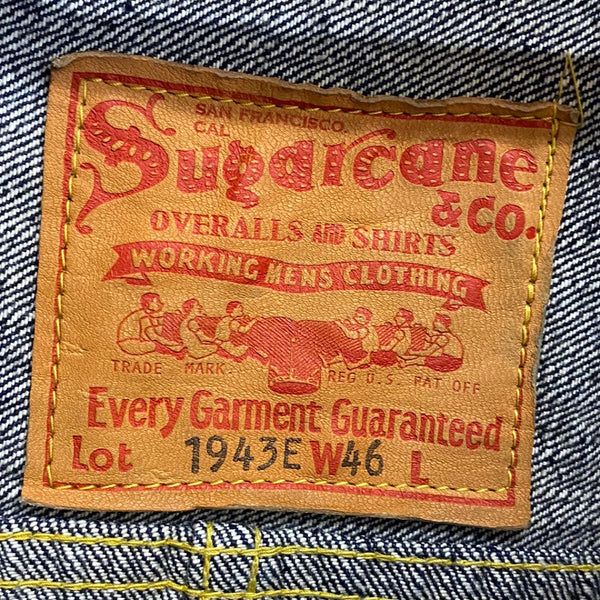 SAN FRANCISCO.
CAL
Sugarcane
& CO.
OVERALLS AND SHIRTS
WORKING MENS CLOTHING
TRADE MARK. REG U.S. PAT OFF
Every Garment Guaranteed
Lot 1943E W46 L